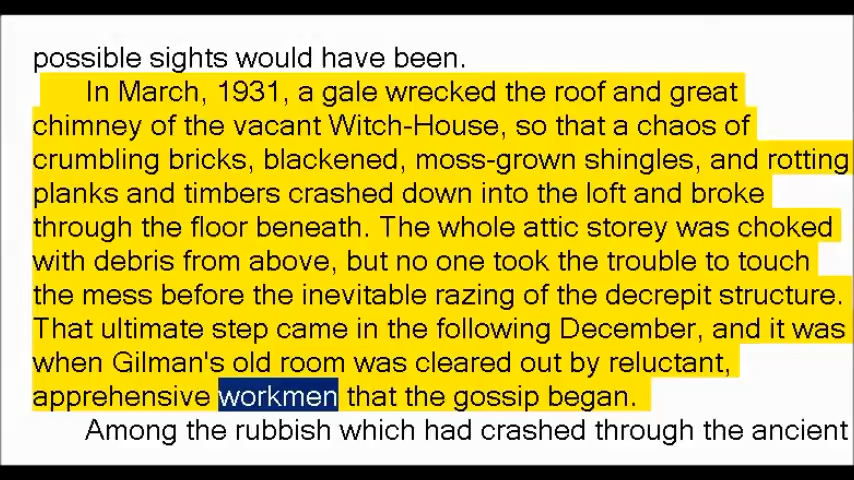 possible sights would have been.
In March, 1931, a gale wrecked the roof and great
chimney of the vacant Witch-House, so that a chaos of
crumbling bricks, blackened, moss-grown shingles, and rotting
planks and timbers crashed down into the loft and broke
through the floor beneath. The whole attic storey was choked
with debris from above, but no one took the trouble to touch
the mess before the inevitable razing of the decrepit structure.
That ultimate step came in the following December, and it was
when Gilman's old room was cleared out by reluctant,
apprehensive workmen that the gossip began.
Among the rubbish which had crashed through the ancient